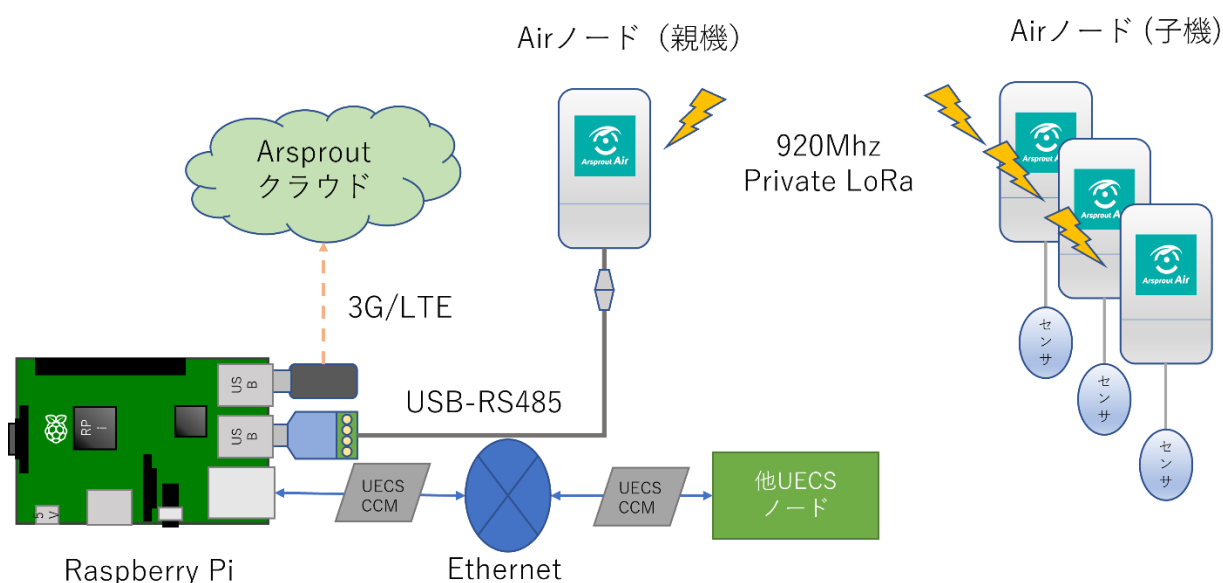 Airノード（親機）
Airノード (子機)
Arsprout
クラウド
Arsprout Air
920Mhz
Private LoRa
Arsprout Air
Arsprout Air
Arsprout Air
3G/LTE
センサ
センサ
センサ
US
B
USB-RS485
RP
i
US
B
UECS
CCM
UECS
CCM
他UECS
ノード
5
V
Raspberry Pi
Ethernet